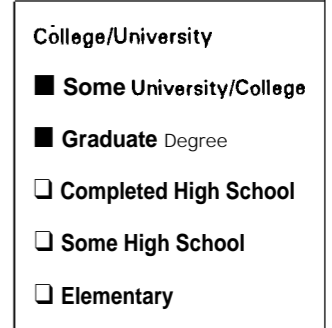 College/University
■ Some University/College
■ Graduate Degree
❑ Completed High School
❑ Some High School
❑ Elementary